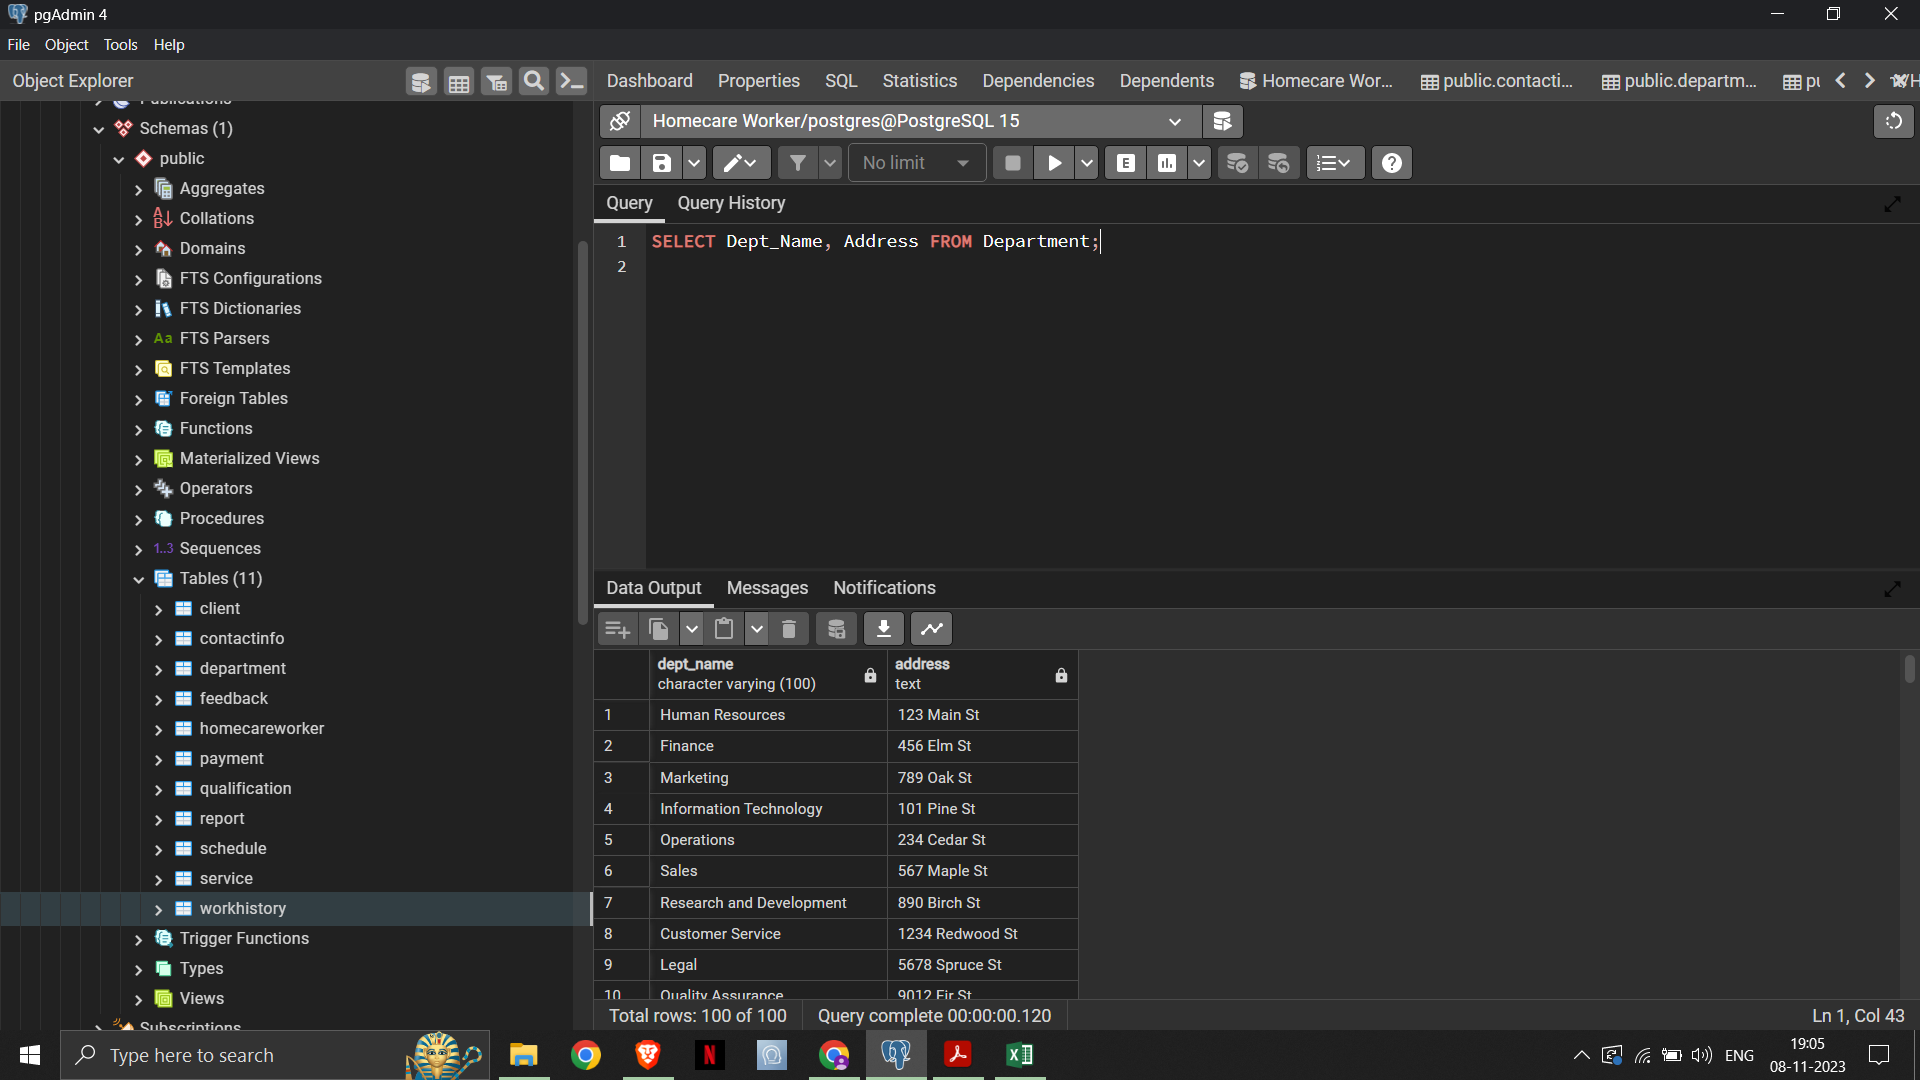 pgAdmin 4
File Object Tools Help
Object Explorer
Dashboard Properties SQL Statistics Dependencies Dependents Homecare Wor... public.contacti... public.departm... pu
Publications
Schemas (1)
public
Aggregates
Collations
Domains
FTS Configurations
FTS Dictionaries
Aa FTS Parsers
FTS Templates
Foreign Tables
Functions
Materialized Views
Operators
Procedures
1..3 Sequences
Tables (11)
client
contactinfo
department
feedback
homecareworker
payment
qualification
report
schedule
service
workhistory
Trigger Functions
Types
Views
Subscriptions
Homecare Worker/postgres@PostgreSQL 15
No limit
E
Query Query History
1 SELECT Dept_Name, Address FROM Department;
2
Data Output Messages Notifications
dept_name address
character varying (100) text
1 Human Resources 123 Main St
2 Finance 456 Elm St
3 Marketing 789 Oak St
4 Information Technology 101 Pine St
5 Operations 234 Cedar St
6 Sales 567 Maple St
7 Research and Development 890 Birch St
8 Customer Service 1234 Redwood St
9 Legal 5678 Spruce St
10 Quality Assurance 9012 Fir St
Total rows: 100 of 100 Query complete 00:00:00.120 Ln 1, Col 43
Type here to search
ENG
19:05
08-11-2023